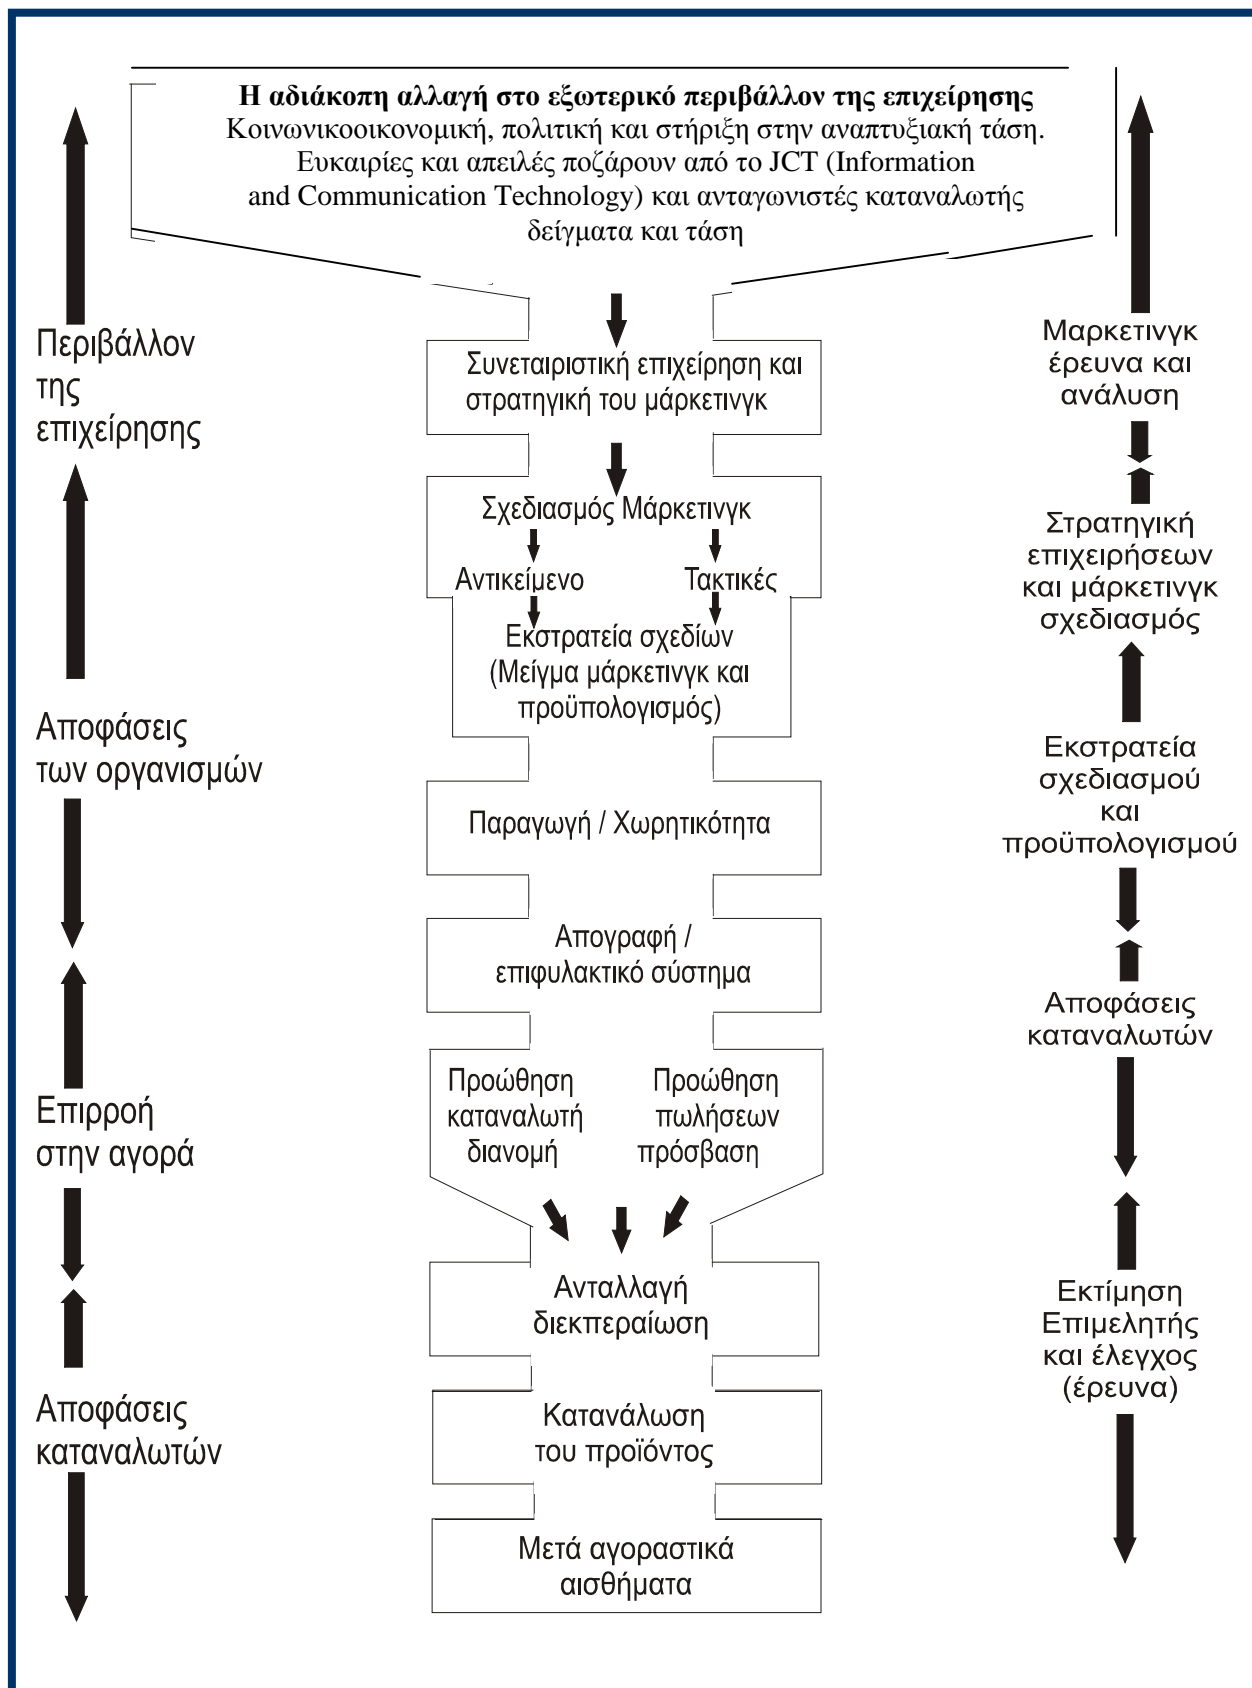 Η αδιάκοπη αλλαγή στο εξωτερικό περιβάλλον της επιχείρησης
Κοινωνικοοικονομική, πολιτική και στήριξη στην αναπτυξιακή τάση.
Ευκαιρίες και απειλές ποζάρουν από το JCT (Information
and Communication Technology) και ανταγωνιστές καταναλωτής
δείγματα και τάση
Περιβάλλον
της
επιχείρησης
Αποφάσεις
των οργανισμών
Επιρροή
στην αγορά
Αποφάσεις
καταναλωτών
Συνεταιριστική επιχείρηση και
στρατηγική του μάρκετινγκ
Σχεδιασμός Μάρκετινγκ
Αντικείμενο
Τακτικές
Εκστρατεία σχεδίων
(Μείγμα μάρκετινγκ και
προϋπολογισμός)
Παραγωγή / Χωρητικότητα
Απογραφή /
επιφυλακτικό σύστημα
Προώθηση
καταναλωτή
διανομή
Προώθηση
πωλήσεων
πρόσβαση
Ανταλλαγή
διεκπεραίωση
Κατανάλωση
του προϊόντος
Μετά αγοραστικά
αισθήματα
Μαρκετινγκ
έρευνα και
ανάλυση
Στρατηγική
επιχειρήσεων
και μάρκετινγκ
σχεδιασμός
Εκστρατεία
σχεδιασμού
και
προϋπολογισμού
Αποφάσεις
καταναλωτών
Εκτίμηση
Επιμελητής
και έλεγχος
(έρευνα)